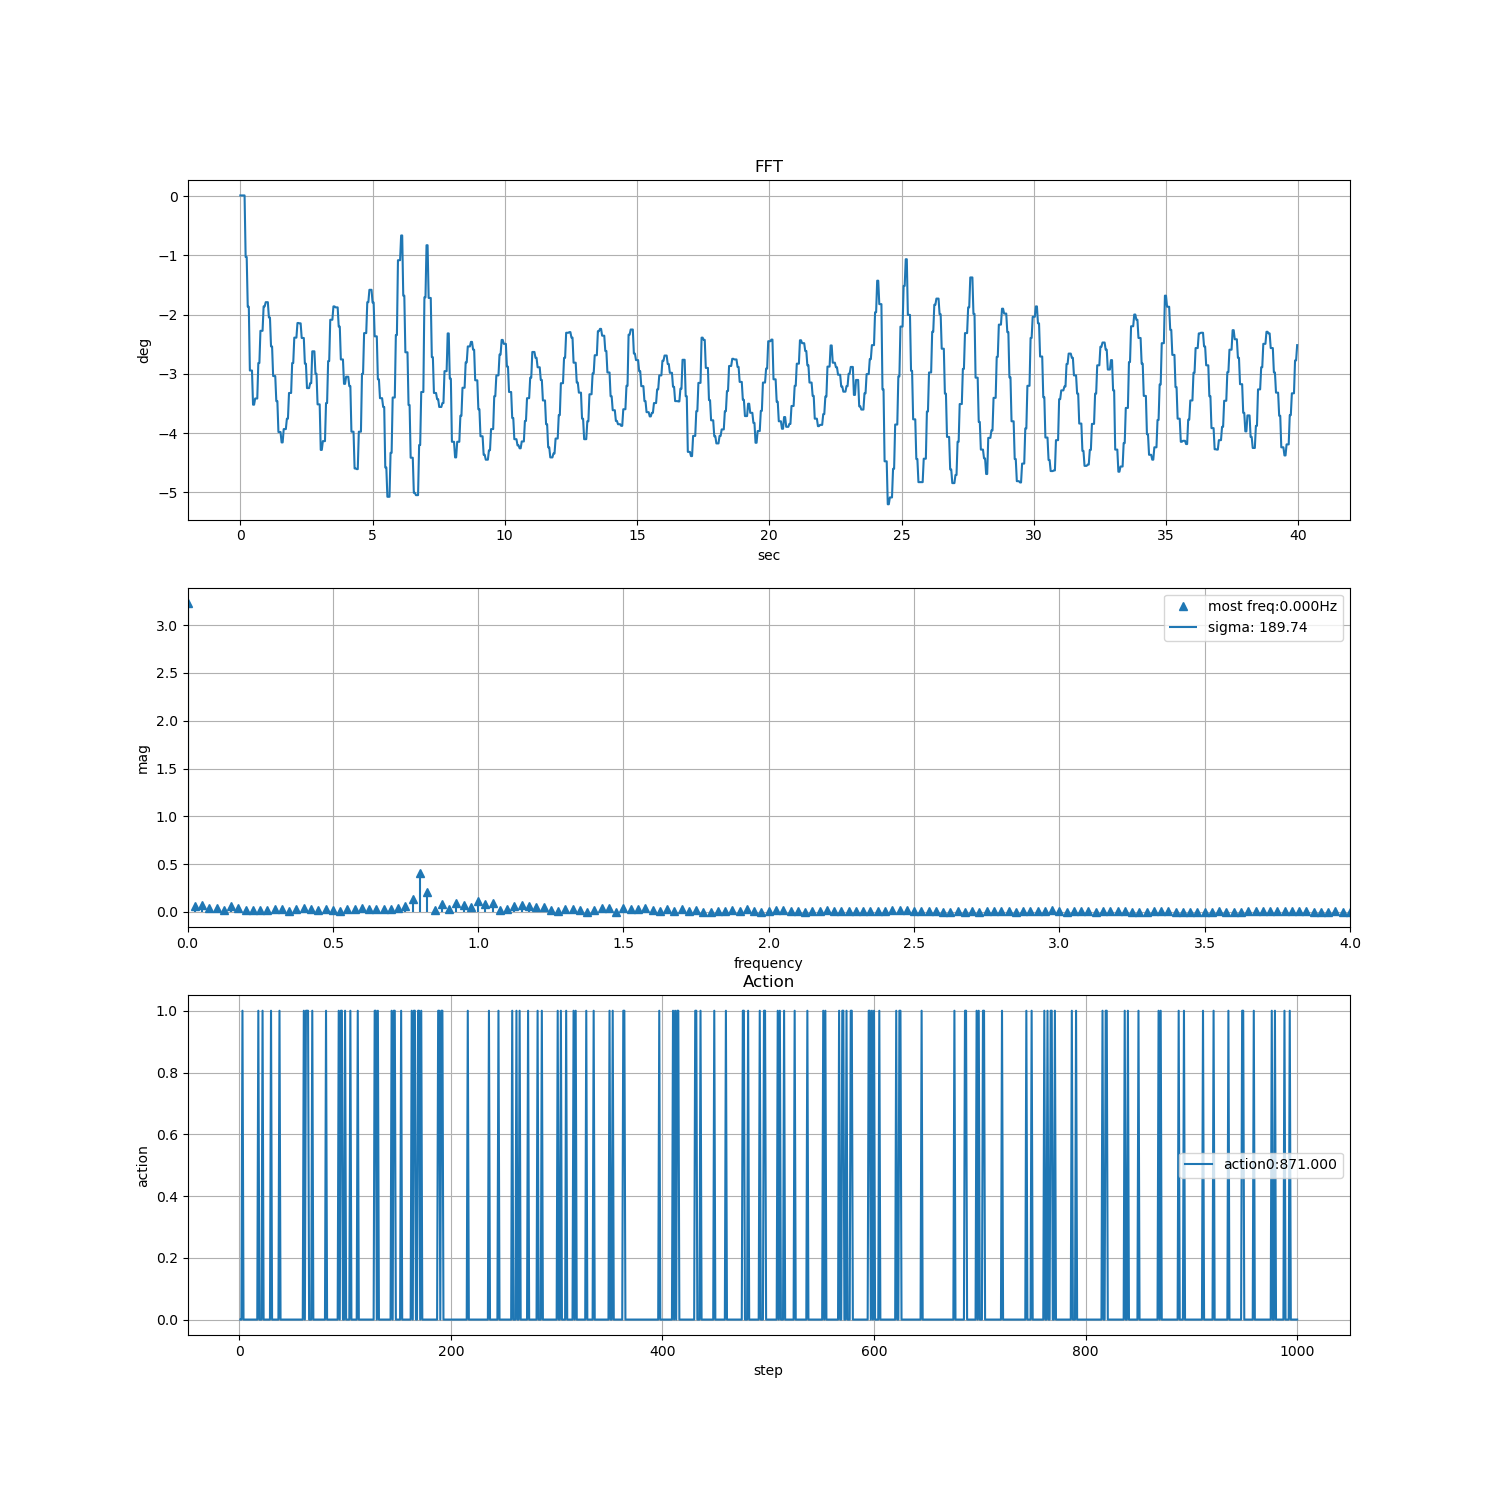 FFT
0
−1
−2
−3
−4
−5
deg
0 5 10 15 20 25 30 35 40
sec
most freq:0.000Hz
sigma: 189.74
3.0
2.5
2.0
1.5
1.0
0.5
0.0
mag
0.0 0.5 1.0 1.5 2.0 2.5 3.0 3.5 4.0
frequency
Action
1.0
0.8
0.6
0.4
0.2
0.0
action
action0:871.000
0 200 400 600 800 1000
step